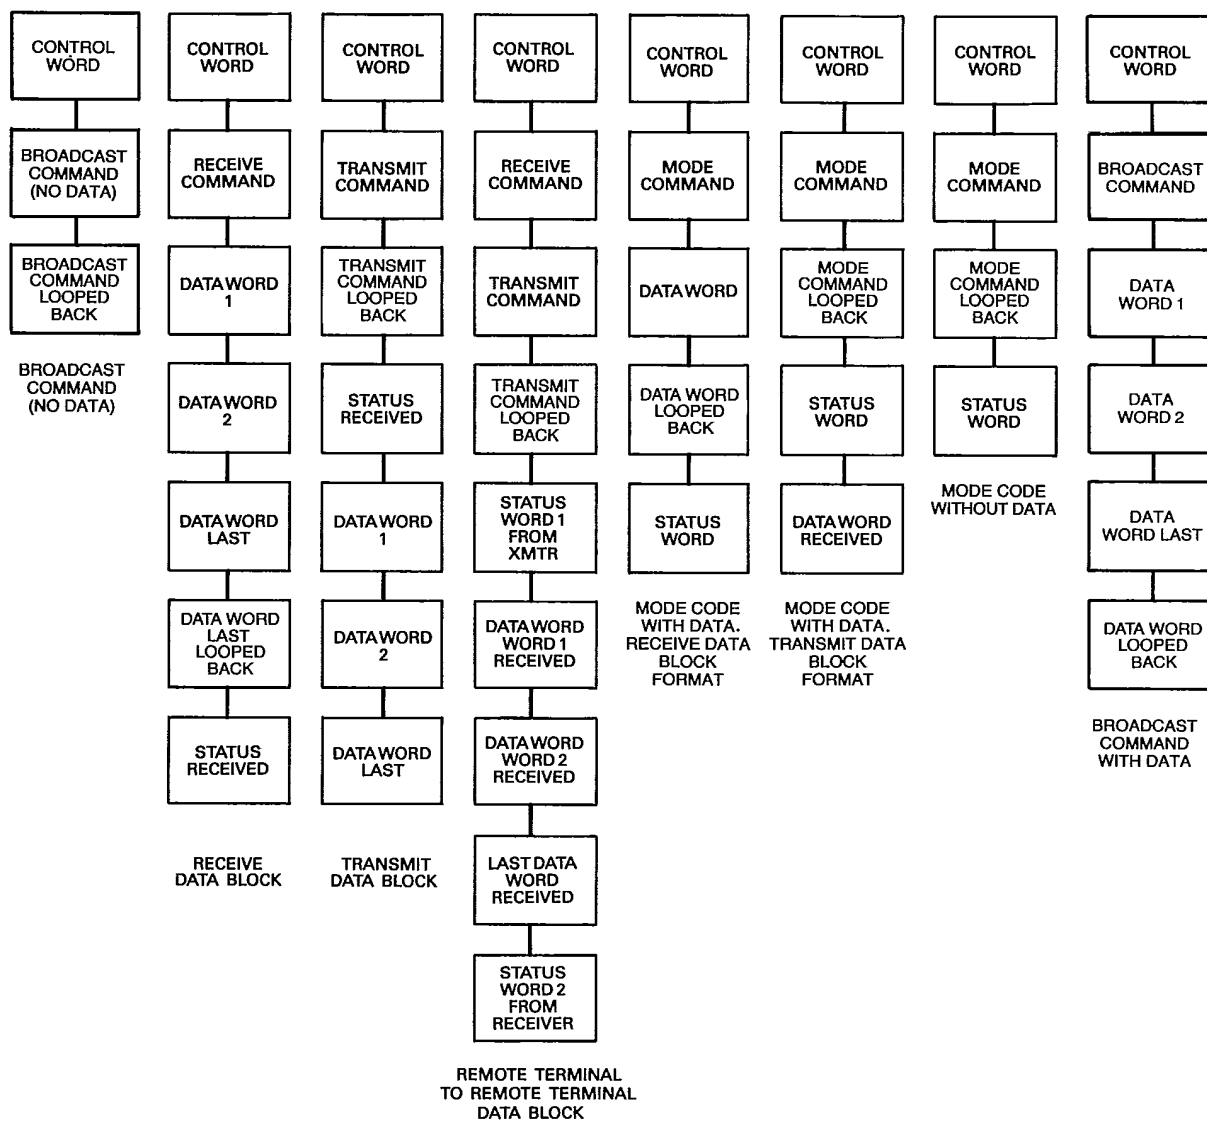 CONTROL
WORD
BROADCAST
COMMAND
(NO DATA)
BROADCAST
COMMAND
LOOPED
BACK
BROADCAST
COMMAND
(NO DATA)
CONTROL
WORD
RECEIVE
COMMAND
DATA WORD
1
DATA WORD
2
DATA WORD
LAST
DATA WORD
LAST
LOOPED
BACK
STATUS
RECEIVED
RECEIVE
DATA BLOCK
CONTROL
WORD
TRANSMIT
COMMAND
TRANSMIT
COMMAND
LOOPED
BACK
STATUS
RECEIVED
DATA WORD
1
DATA WORD
2
DATA WORD
LAST
TRANSMIT
DATA BLOCK
CONTROL
WORD
RECEIVE
COMMAND
TRANSMIT
COMMAND
TRANSMIT
COMMAND
LOOPED
BACK
STATUS
WORD 1
FROM
XMTR
DATA WORD
WORD 1
RECEIVED
DATA WORD
WORD 2
RECEIVED
LAST DATA
WORD
RECEIVED
STATUS
WORD 2
FROM
RECEIVER
REMOTE TERMINAL
TO REMOTE TERMINAL
DATA BLOCK
CONTROL
WORD
MODE
COMMAND
DATA WORD
DATA WORD
LOOPED
BACK
STATUS
WORD
MODE CODE
WITH DATA.
RECEIVE DATA
BLOCK
FORMAT
CONTROL
WORD
MODE
COMMAND
MODE
COMMAND
LOOPED
BACK
STATUS
WORD
DATA WORD
RECEIVED
MODE CODE
WITH DATA.
TRANSMIT DATA
BLOCK
FORMAT
CONTROL
WORD
MODE
COMMAND
MODE
COMMAND
LOOPED
BACK
STATUS
WORD
MODE CODE
WITHOUT DATA
CONTROL
WORD
BROADCAST
COMMAND
DATA
WORD 1
DATA
WORD 2
DATA
WORD LAST
DATA WORD
LOOPED
BACK
BROADCAST
COMMAND
WITH DATA